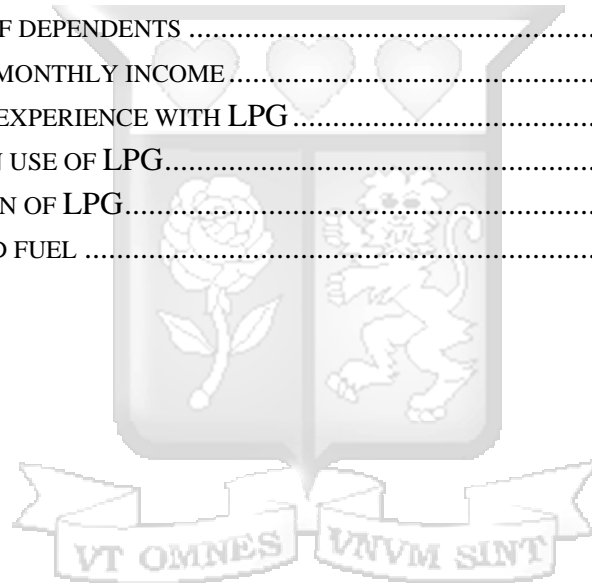 F DEPENDENTS ................................................................
MONTHLY INCOME ................................................................
EXPERIENCE WITH LPG ................................................................
N USE OF LPG ................................................................
N OF LPG ................................................................
D FUEL ................................................................
VT OMNES VNVM SINT